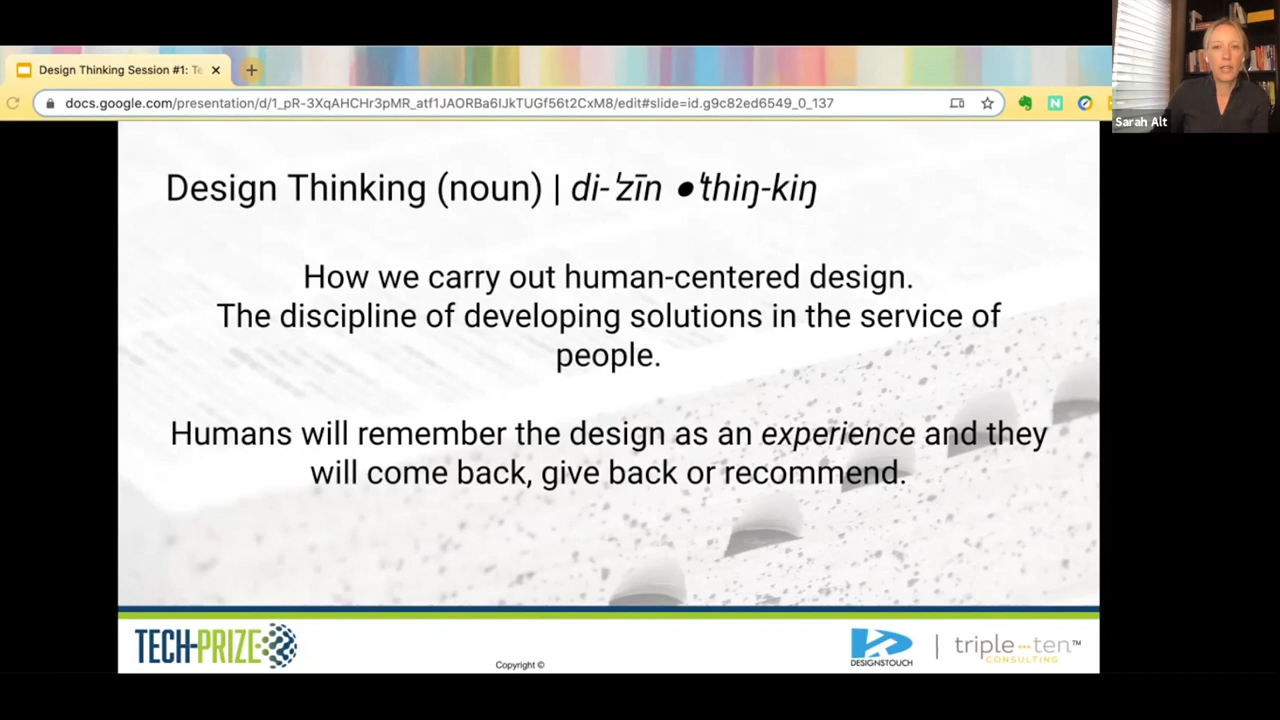 Design Thinking Session #1: Te
docs.google.com/presentation/d/1_pR-3XqAHCHr3pMR_atf1JAORBa6IJkTUGf56t2CxM8/edit#slide=id.g9c82ed6549_0_137
Sarah Alt
Design Thinking (noun) | di-ˈzīn ●ˈthiŋ-kiŋ
How we carry out human-centered design.
The discipline of developing solutions in the service of
people.
Humans will remember the design as an experience and they
will come back, give back or recommend.
TECH-PRIZE
Copyright ©
DESIGNSTOUCH
triple ten™
CONSULTING